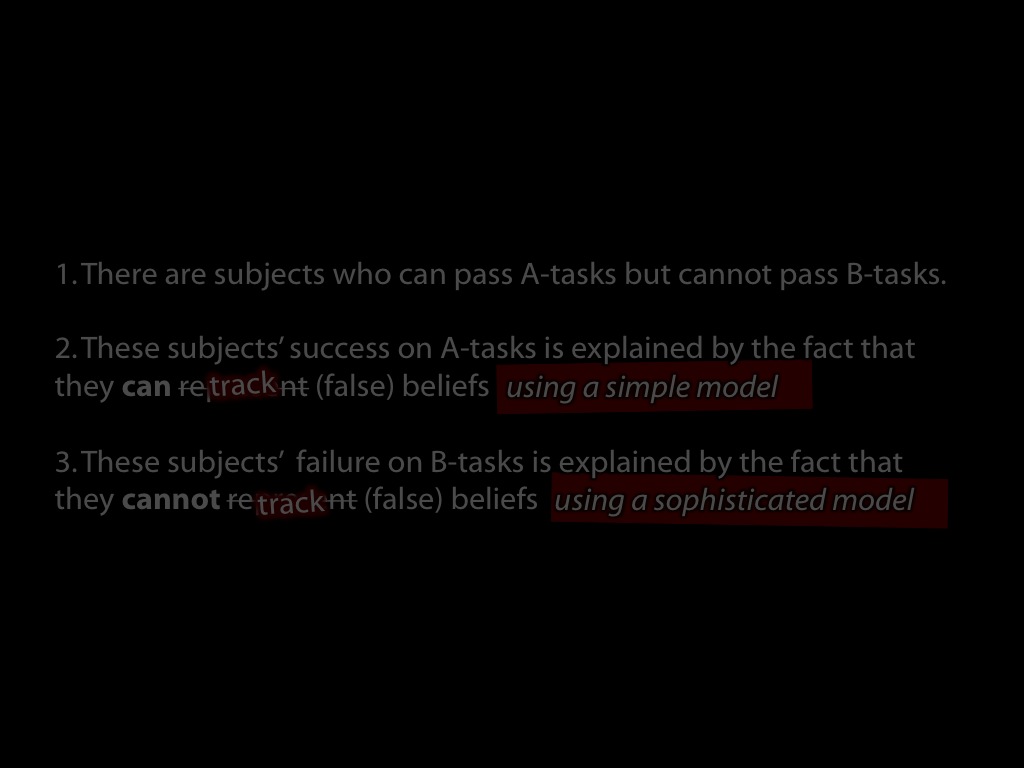 1. There are subjects who can pass A-tasks but cannot pass B-tasks.
2. These subjects’ success on A-tasks is explained by the fact that
they can re track nt (false) beliefs using a simple model
3. These subjects’ failure on B-tasks is explained by the fact that
they cannot re track nt (false) beliefs using a sophisticated model